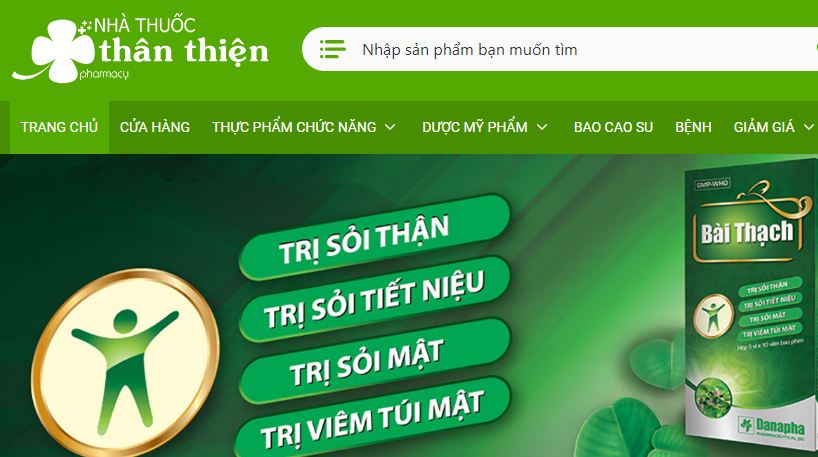 NHÀ THUỐC
thân thiện
pharmacy
Nhập sản phẩm bạn muốn tìm
TRANG CHỦ CỬA HÀNG THỰC PHẨM CHỨC NĂNG DƯỢC MỸ PHẨM BAO CAO SU BỆNH GIẢM GIÁ
TRỊ SỎI THẬN
TRỊ SỎI TIẾT NIỆU
TRỊ SỎI MẬT
TRỊ VIÊM TÚI MẬT
GMP-WHO
Bài Thạch
TRỊ SỎI THẬN
TRỊ SỎI TIẾT NIỆU
TRỊ SỎI MẬT
TRỊ VIÊM TÚI MẬT
Hộp 5 vỉ x 10 viên bao phim
Danapha
PHARMACEUTICAL JSC